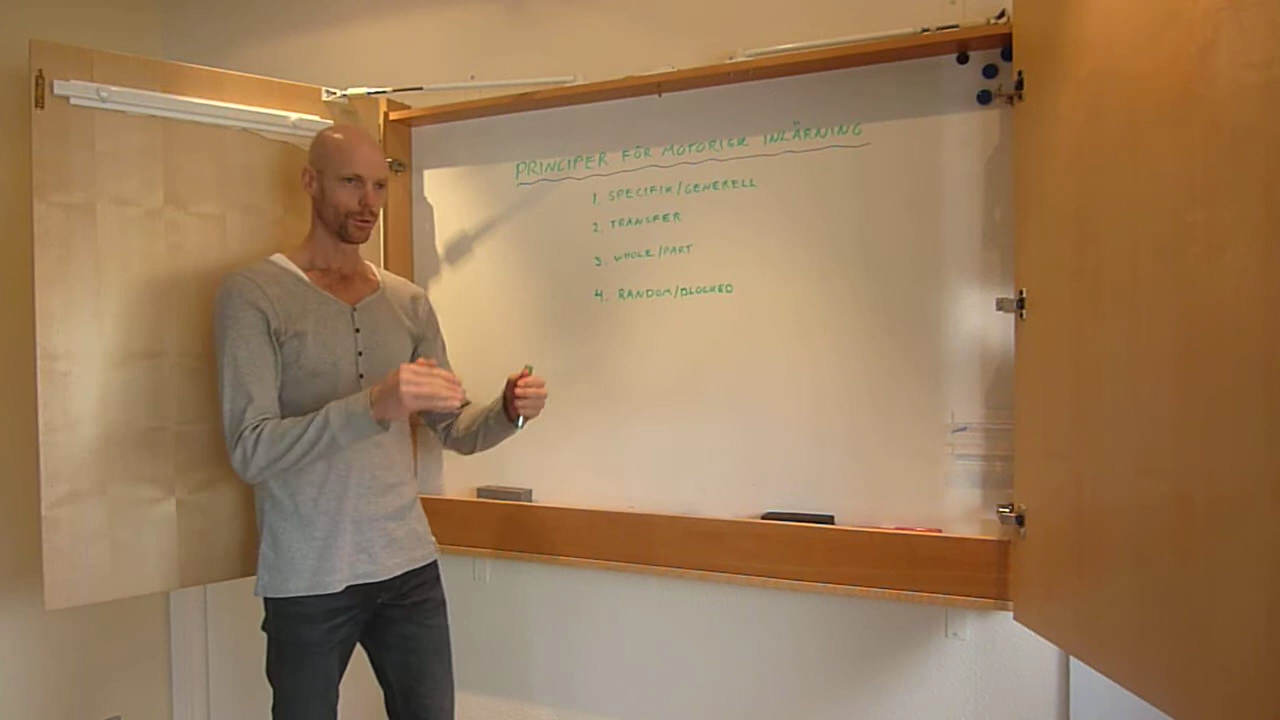 PRINCIPER FÖR MOTORISK INLÄRNING
1. SPECIFIK/GENERELL
2. TRANSFER
3. WHOLE/PART
4. RANDOM/BLOCKED